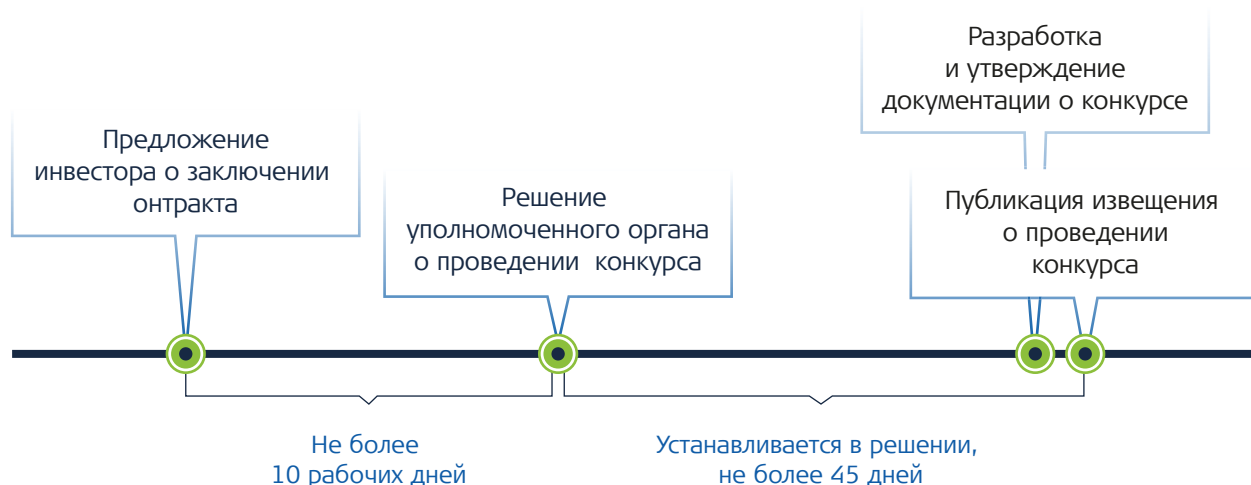 Предложение
инвестора о заключении
онтракта
Решение
уполномоченного органа
о проведении конкурса
Разработка
и утверждение
документации о конкурсе
Публикация извещения
о проведении
конкурса
Не более
10 рабочих дней
Устанавливается в решении,
не более 45 дней